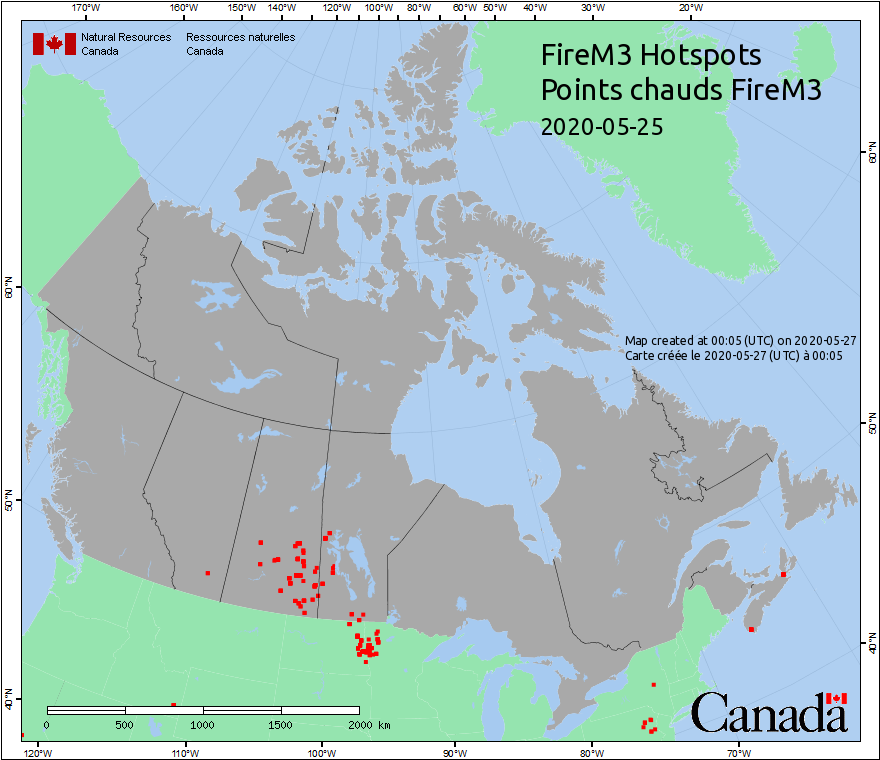 170°W 160°W 150°W 140°W 130°W 120°W 110°W 100°W 90°W 80°W 70°W 60°W 50°W 40°W 30°W 20°W
Natural Resources Ressources naturelles
Canada Canada
FireM3 Hotspots
Points chauds FireM3
2020-05-25
60°N
60°N
Map created at 00:05 (UTC) on 2020-05-27
Carte créée le 2020-05-27 (UTC) à 00:05
50°N
50°N
40°N
40°N
Canada
0 500 1000 1500 2000 km
120°W 110°W 100°W 90°W 80°W 70°W